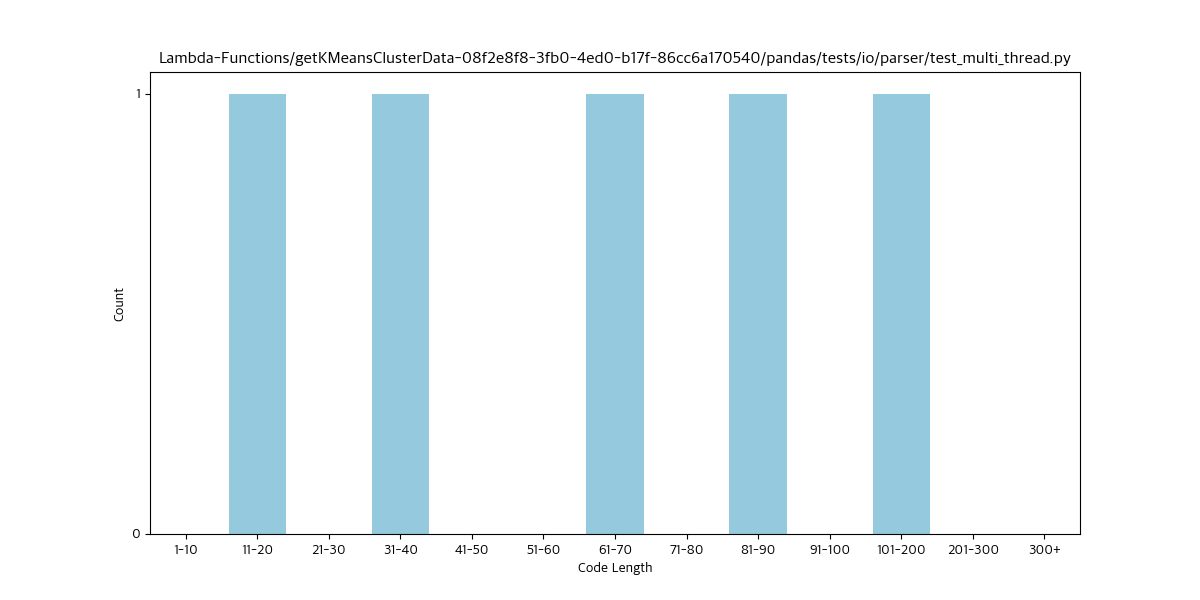 Lambda-Functions/getKMeansClusterData-08f2e8f8-3fb0-4ed0-b17f-86cc6a170540/pandas/tests/io/parser/test_multi_thread.py
1
Count
0
1-10 11-20 21-30 31-40 41-50 51-60 61-70 71-80 81-90 91-100 101-200 201-300 300+
Code Length